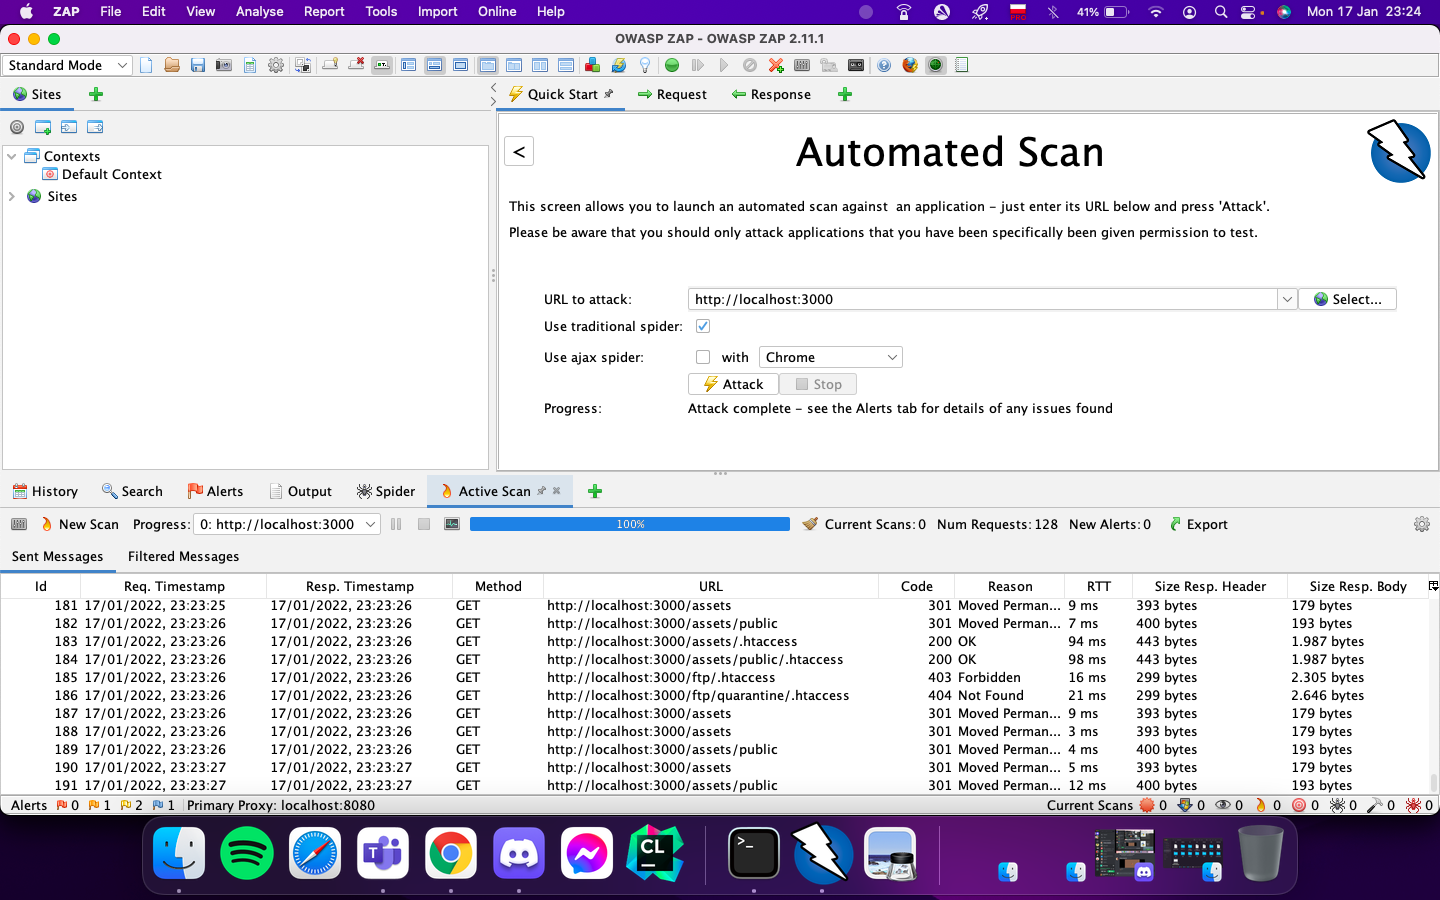 ZAP File Edit View Analyse Report Tools Import Online Help PRO 41% Mon 17 Jan 23:24
OWASP ZAP - OWASP ZAP 2.11.1
Standard Mode
Sites
Quick Start Request Response
<
Automated Scan
Contexts
Default Context
Sites
This screen allows you to launch an automated scan against an application – just enter its URL below and press 'Attack'.
Please be aware that you should only attack applications that you have been specifically been given permission to test.
URL to attack: http://localhost:3000 Select...
Use traditional spider:
Use ajax spider: with Chrome
Attack Stop
Progress: Attack complete – see the Alerts tab for details of any issues found
History Search Alerts Output Spider Active Scan
New Scan Progress: 0: http://localhost:3000 100% Current Scans: 0 Num Requests: 128 New Alerts: 0 Export
Sent Messages Filtered Messages
Id Req. Timestamp Resp. Timestamp Method URL Code Reason RTT Size Resp. Header Size Resp. Body
181 17/01/2022, 23:23:25 17/01/2022, 23:23:26 GET http://localhost:3000/assets 301 Moved Perman... 9 ms 393 bytes 179 bytes
182 17/01/2022, 23:23:26 17/01/2022, 23:23:26 GET http://localhost:3000/assets/public 301 Moved Perman... 7 ms 400 bytes 193 bytes
183 17/01/2022, 23:23:26 17/01/2022, 23:23:26 GET http://localhost:3000/assets/.htaccess 200 OK 94 ms 443 bytes 1.987 bytes
184 17/01/2022, 23:23:26 17/01/2022, 23:23:26 GET http://localhost:3000/assets/public/.htaccess 200 OK 98 ms 443 bytes 1.987 bytes
185 17/01/2022, 23:23:26 17/01/2022, 23:23:26 GET http://localhost:3000/ftp/.htaccess 403 Forbidden 16 ms 299 bytes 2.305 bytes
186 17/01/2022, 23:23:26 17/01/2022, 23:23:26 GET http://localhost:3000/ftp/quarantine/.htaccess 404 Not Found 21 ms 299 bytes 2.646 bytes
187 17/01/2022, 23:23:26 17/01/2022, 23:23:26 GET http://localhost:3000/assets 301 Moved Perman... 9 ms 393 bytes 179 bytes
188 17/01/2022, 23:23:26 17/01/2022, 23:23:26 GET http://localhost:3000/assets 301 Moved Perman... 3 ms 393 bytes 179 bytes
189 17/01/2022, 23:23:26 17/01/2022, 23:23:26 GET http://localhost:3000/assets/public 301 Moved Perman... 4 ms 400 bytes 193 bytes
190 17/01/2022, 23:23:27 17/01/2022, 23:23:27 GET http://localhost:3000/assets 301 Moved Perman... 5 ms 393 bytes 179 bytes
191 17/01/2022, 23:23:27 17/01/2022, 23:23:27 GET http://localhost:3000/assets/public 301 Moved Perman... 12 ms 400 bytes 193 bytes
Alerts 0 1 2 1 Primary Proxy: localhost:8080 Current Scans 0 0 0 0 0 0 0 0
CL
>_